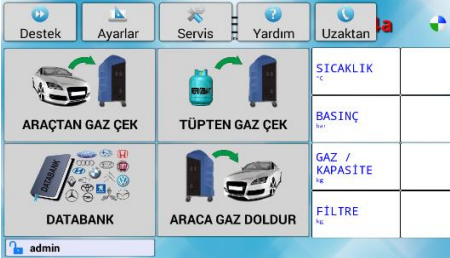 Destek
Ayarlar
Servis
Yardım
Uzaktan
ARAÇTAN GAZ ÇEK
TÜPTEN GAZ ÇEK
SICAKLIK
°C
BASINÇ
bar
DATABANK
DATABANK
ARACA GAZ DOLDUR
GAZ /
KAPASİTE
kg
FİLTRE
kg
admin